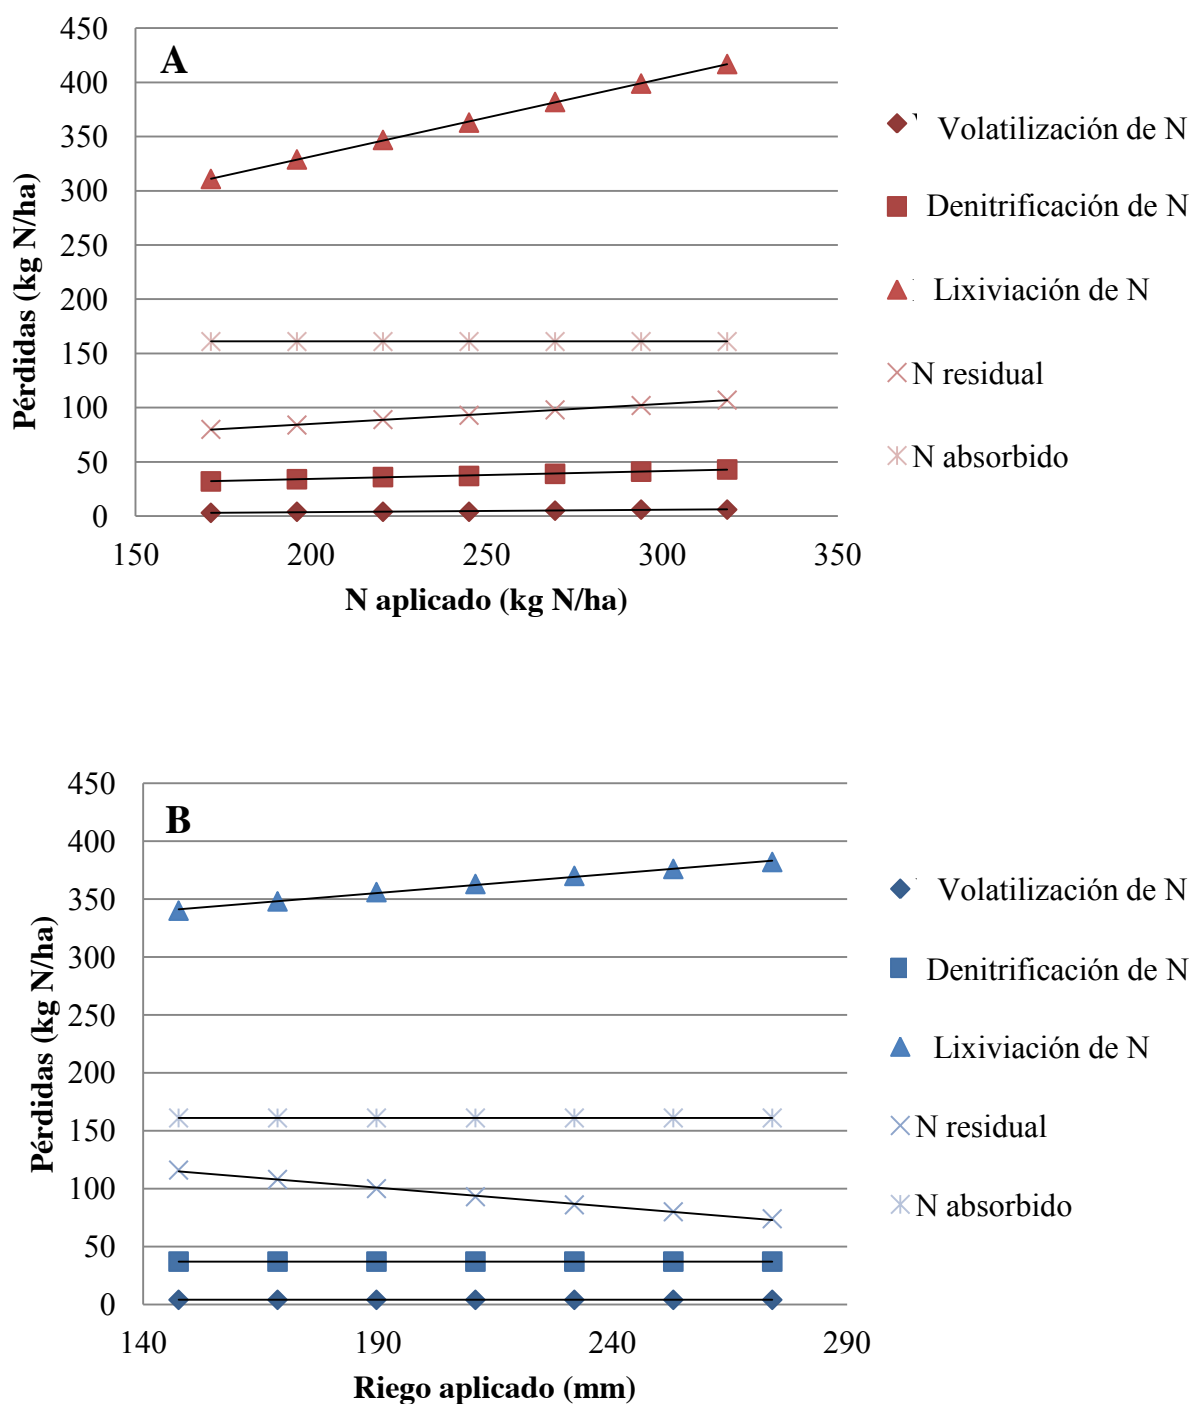 A
450
400
350
300
250
200
150
100
50
0
150 200 250 300 350
Pérdidas (kg N/ha)
N aplicado (kg N/ha)
Volatilización de N
Denitrificación de N
Lixiviación de N
N residual
N absorbido
B
450
400
350
300
250
200
150
100
50
0
140 190 240 290
Pérdidas (kg N/ha)
Riego aplicado (mm)
Volatilización de N
Denitrificación de N
Lixiviación de N
N residual
N absorbido